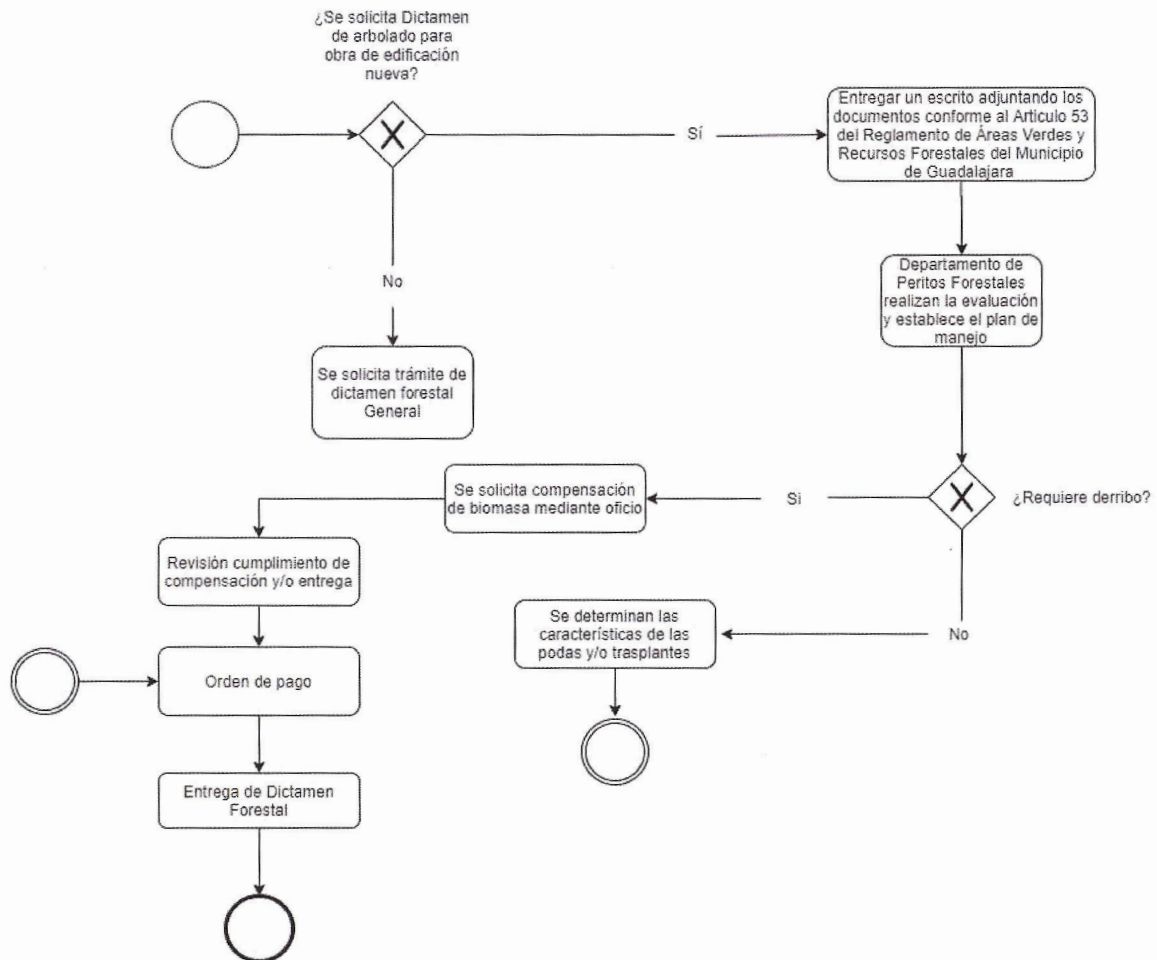 ¿Se solicita Dictamen
de arbolado para
obra de edificación
nueva?
Sí
Entregar un escrito adjuntando los
documentos conforme al Articulo 53
del Reglamento de Áreas Verdes y
Recursos Forestales del Municipio
de Guadalajara
No
Departamento de
Peritos Forestales
realizan la evaluación
y establece el plan de
manejo
Se solicita trámite de
dictamen forestal
General
¿Requiere derribo?
Sí
Se solicita compensación
de biomasa mediante oficio
Revisión cumplimiento de
compensación y/o entrega
No
Se determinan las
características de las
podas y/o trasplantes
Orden de pago
Entrega de Dictamen
Forestal